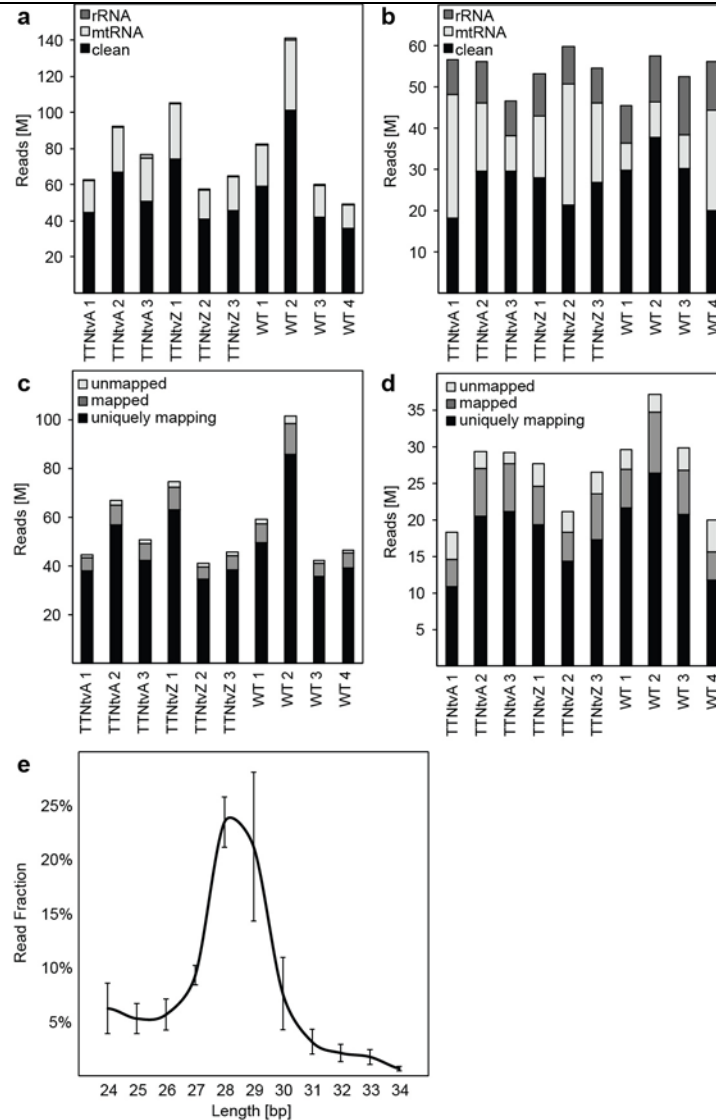 a
rRNA
mtRNA
clean
Reads [M]
140
120
100
80
60
40
20
TTNtvA 1
TTNtvA 2
TTNtvA 3
TTNtvZ 1
TTNtvZ 2
TTNtvZ 3
WT 1
WT 2
WT 3
WT 4
b
rRNA
mtRNA
clean
Reads [M]
60
50
40
30
20
10
TTNtvA 1
TTNtvA 2
TTNtvA 3
TTNtvZ 1
TTNtvZ 2
TTNtvZ 3
WT 1
WT 2
WT 3
WT 4
c
unmapped
mapped
uniquely mapping
Reads [M]
100
80
60
40
20
TTNtvA 1
TTNtvA 2
TTNtvA 3
TTNtvZ 1
TTNtvZ 2
TTNtvZ 3
WT 1
WT 2
WT 3
WT 4
d
unmapped
mapped
uniquely mapping
Reads [M]
35
30
25
20
15
10
5
TTNtvA 1
TTNtvA 2
TTNtvA 3
TTNtvZ 1
TTNtvZ 2
TTNtvZ 3
WT 1
WT 2
WT 3
WT 4
e
Read Fraction
25%
20%
15%
10%
5%
24 25 26 27 28 29 30 31 32 33 34
Length [bp]